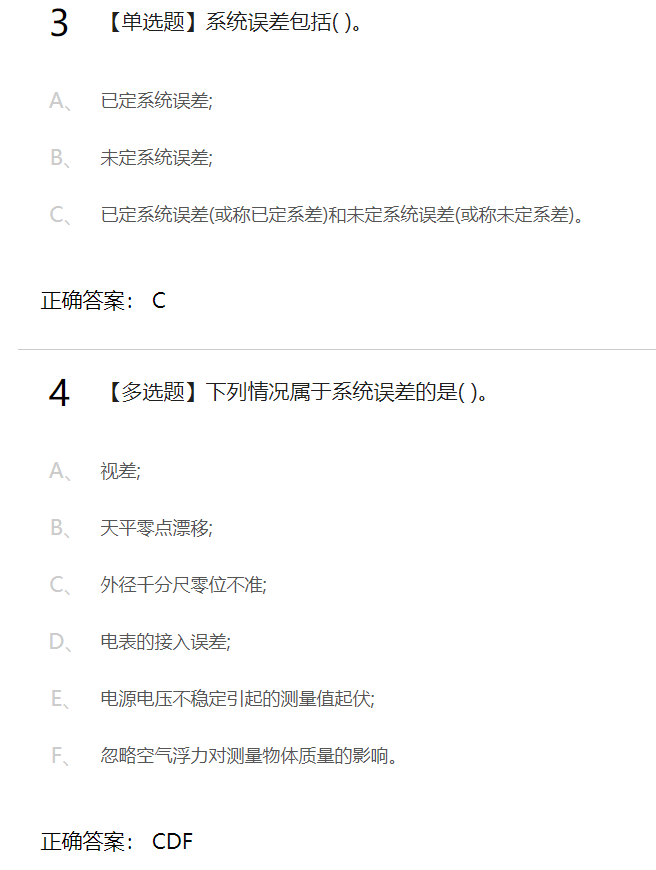 3 【单选题】系统误差包括( )。
A、 已定系统误差;
B、 未定系统误差;
C、 已定系统误差(或称已定系差)和未定系统误差(或称未定系差)。
正确答案： C
4 【多选题】下列情况属于系统误差的是( )。
A、 视差;
B、 天平零点漂移;
C、 外径千分尺零位不准;
D、 电表的接入误差;
E、 电源电压不稳定引起的测量值起伏;
F、 忽略空气浮力对测量物体质量的影响。
正确答案： CDF